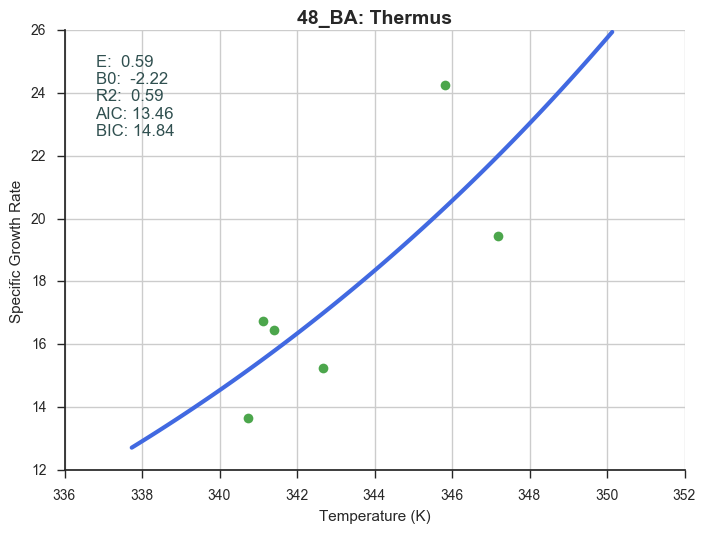 48_BA: Thermus
E:  0.59
B0:  -2.22
R2:  0.59
AIC: 13.46
BIC: 14.84
Specific Growth Rate
26
24
22
20
18
16
14
12
336 338 340 342 344 346 348 350 352
Temperature (K)